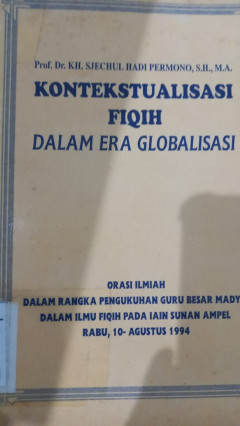 Prof. Dr. KH. SJECHUL HADI PERMONO, S.H., M.A.
KONTEKSTUALISASI
FIQIH
DALAM ERA GLOBALISASI
ORASI ILMIAH
DALAM RANGKA PENGUKUHAN GURU BESAR MADY
DALAM ILMU FIQIH PADA IAIN SUNAN AMPEL
RABU, 10- AGUSTUS 1994